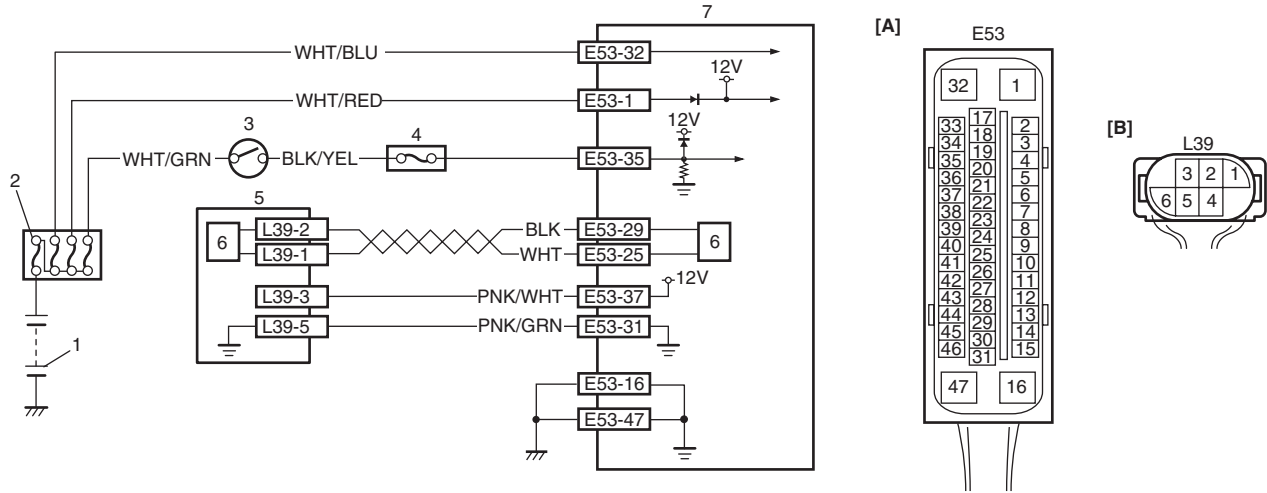 7
[A]
E53
WHT/BLU
E53-32
12V
WHT/RED
E53-1
3
4
12V
WHT/GRN
BLK/YEL
E53-35
2
5
6
L39-2
BLK
E53-29
6
L39-1
WHT
E53-25
12V
L39-3
PNK/WHT
E53-37
L39-5
PNK/GRN
E53-31
1
E53-16
E53-47
32 1
17
33 2
18
34 3
19
35 4
20
36 5
21
37 6
22
38 7
23
39 8
24
40 9
25
41 10
26
42 11
27
43 12
28
44 13
29
45 14
30
46 15
31
47 16
[B]
L39
3 2 1
6 5 4